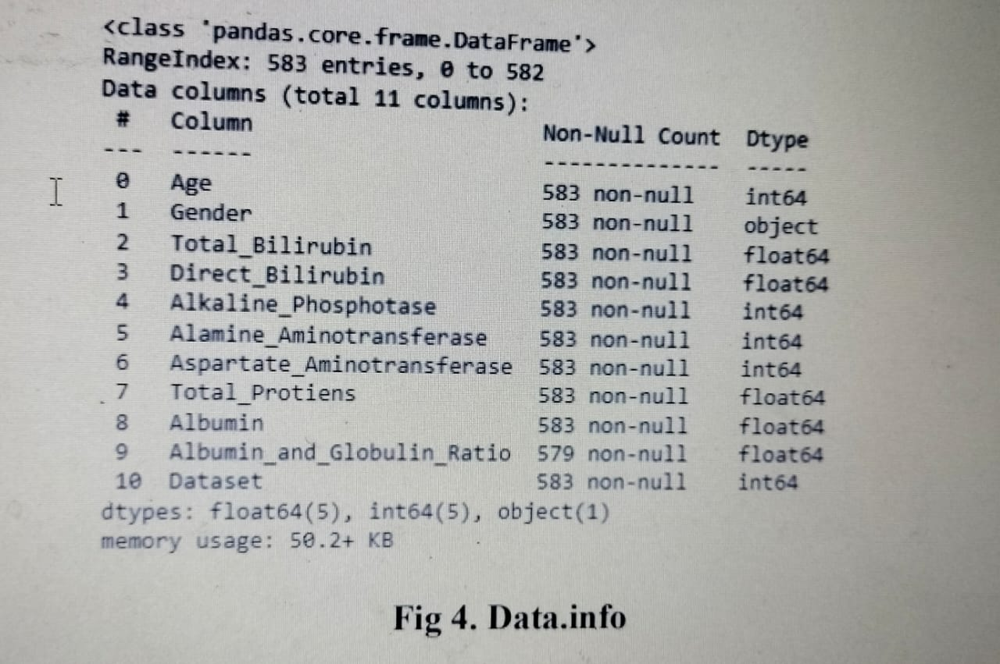 <class 'pandas.core.frame.DataFrame'>
RangeIndex: 583 entries, 0 to 582
Data columns (total 11 columns):
#   Column   Non-Null Count   Dtype
---   ------   --------------   -----
0   Age   583 non-null   int64
1   Gender   583 non-null   object
2   Total_Bilirubin   583 non-null   float64
3   Direct_Bilirubin   583 non-null   float64
4   Alkaline_Phosphotase   583 non-null   int64
5   Alamine_Aminotransferase   583 non-null   int64
6   Aspartate_Aminotransferase   583 non-null   int64
7   Total_Protiens   583 non-null   float64
8   Albumin   583 non-null   float64
9   Albumin_and_Globulin_Ratio   579 non-null   float64
10   Dataset   583 non-null   int64
dtypes: float64(5), int64(5), object(1)
memory usage: 50.2+ KB
Fig 4. Data.info